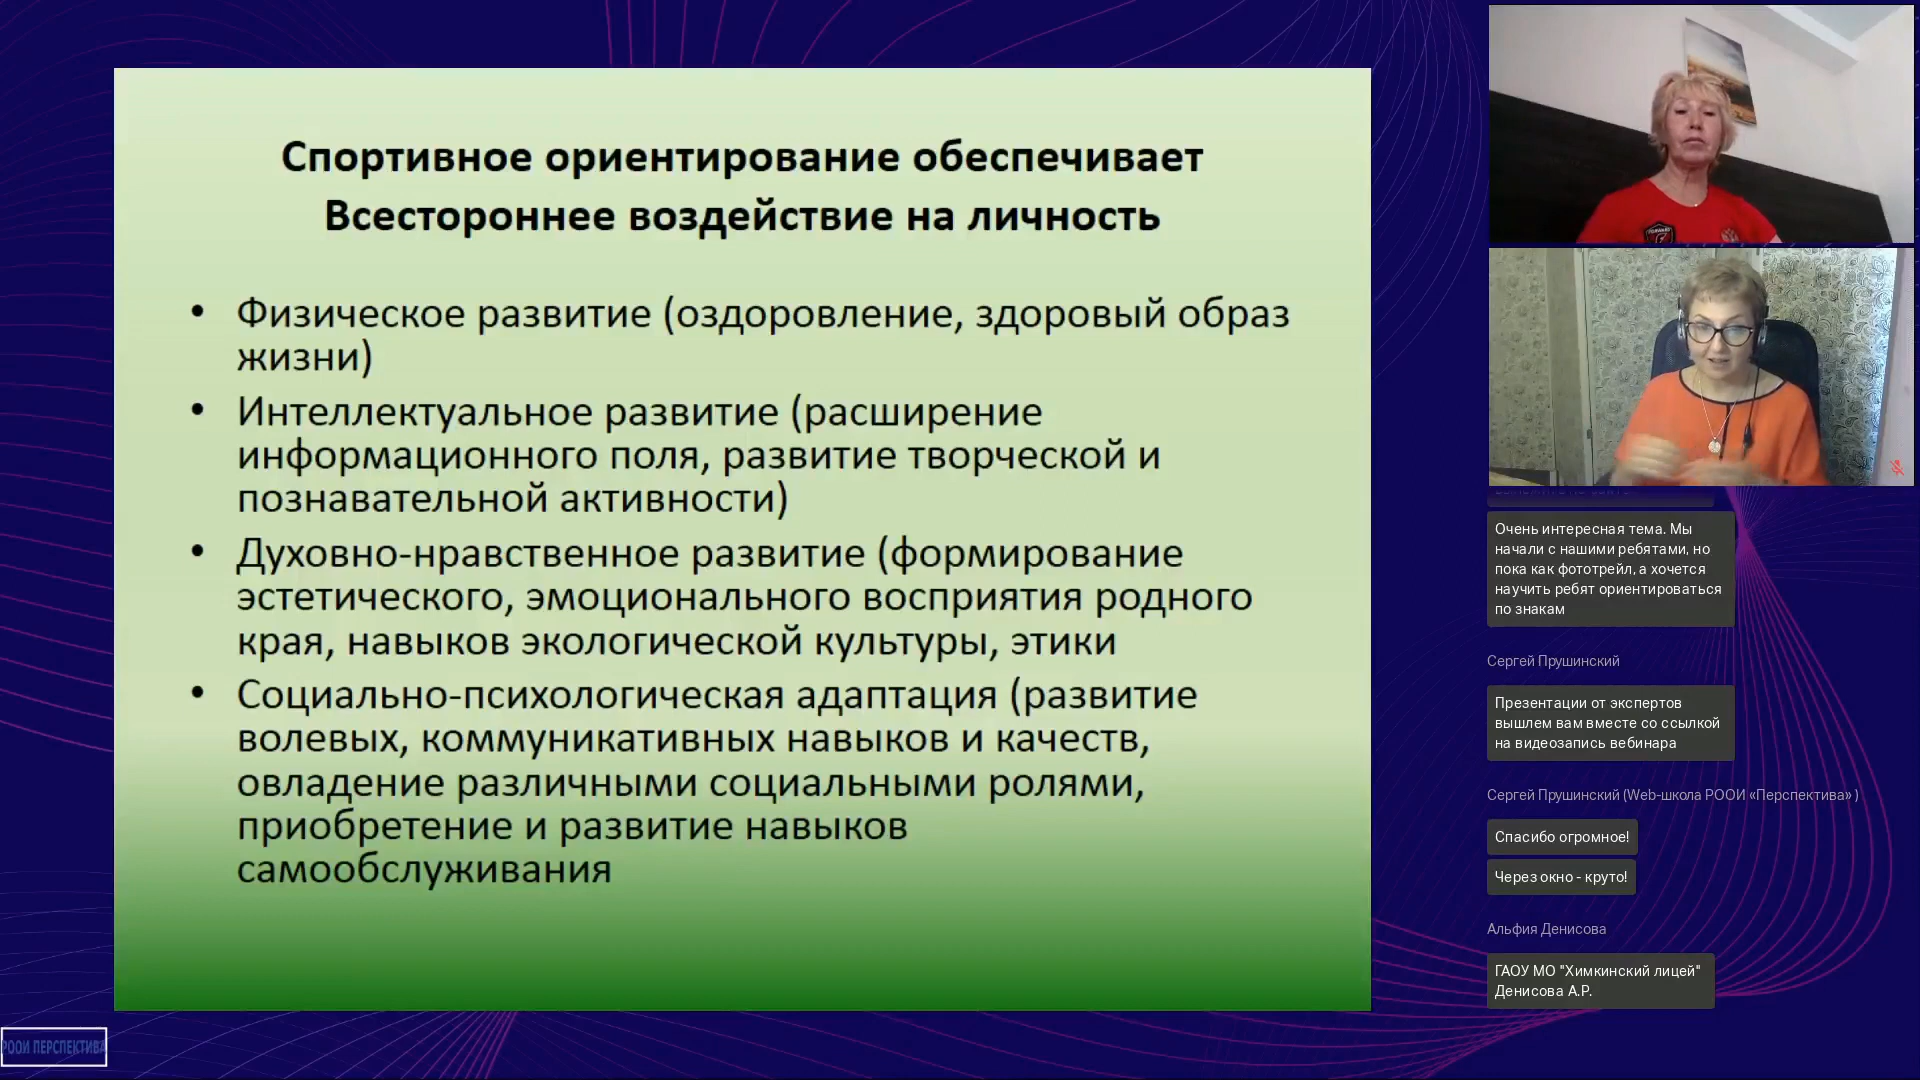 Спортивное ориентирование обеспечивает
Всестороннее воздействие на личность
• Физическое развитие (оздоровление, здоровый образ
жизни)
• Интеллектуальное развитие (расширение
информационного поля, развитие творческой и
познавательной активности)
• Духовно-нравственное развитие (формирование
эстетического, эмоционального восприятия родного
края, навыков экологической культуры, этики
• Социально-психологическая адаптация (развитие
волевых, коммуникативных навыков и качеств,
овладение различными социальными ролями,
приобретение и развитие навыков
самообслуживания
Очень интересная тема. Мы
начали с нашими ребятами, но
пока как фототрейл, а хочется
научить ребят ориентироваться
по знакам
Сергей Прушинский
Презентации от экспертов
вышлем вам вместе со ссылкой
на видеозапись вебинара
Сергей Прушинский (Web-школа РООИ «Перспектива» )
Спасибо огромное!
Через окно - круто!
Альфия Денисова
ГАОУ МО "Химкинский лицей"
Денисова А.Р.
РООИ ПЕРСПЕКТИВА